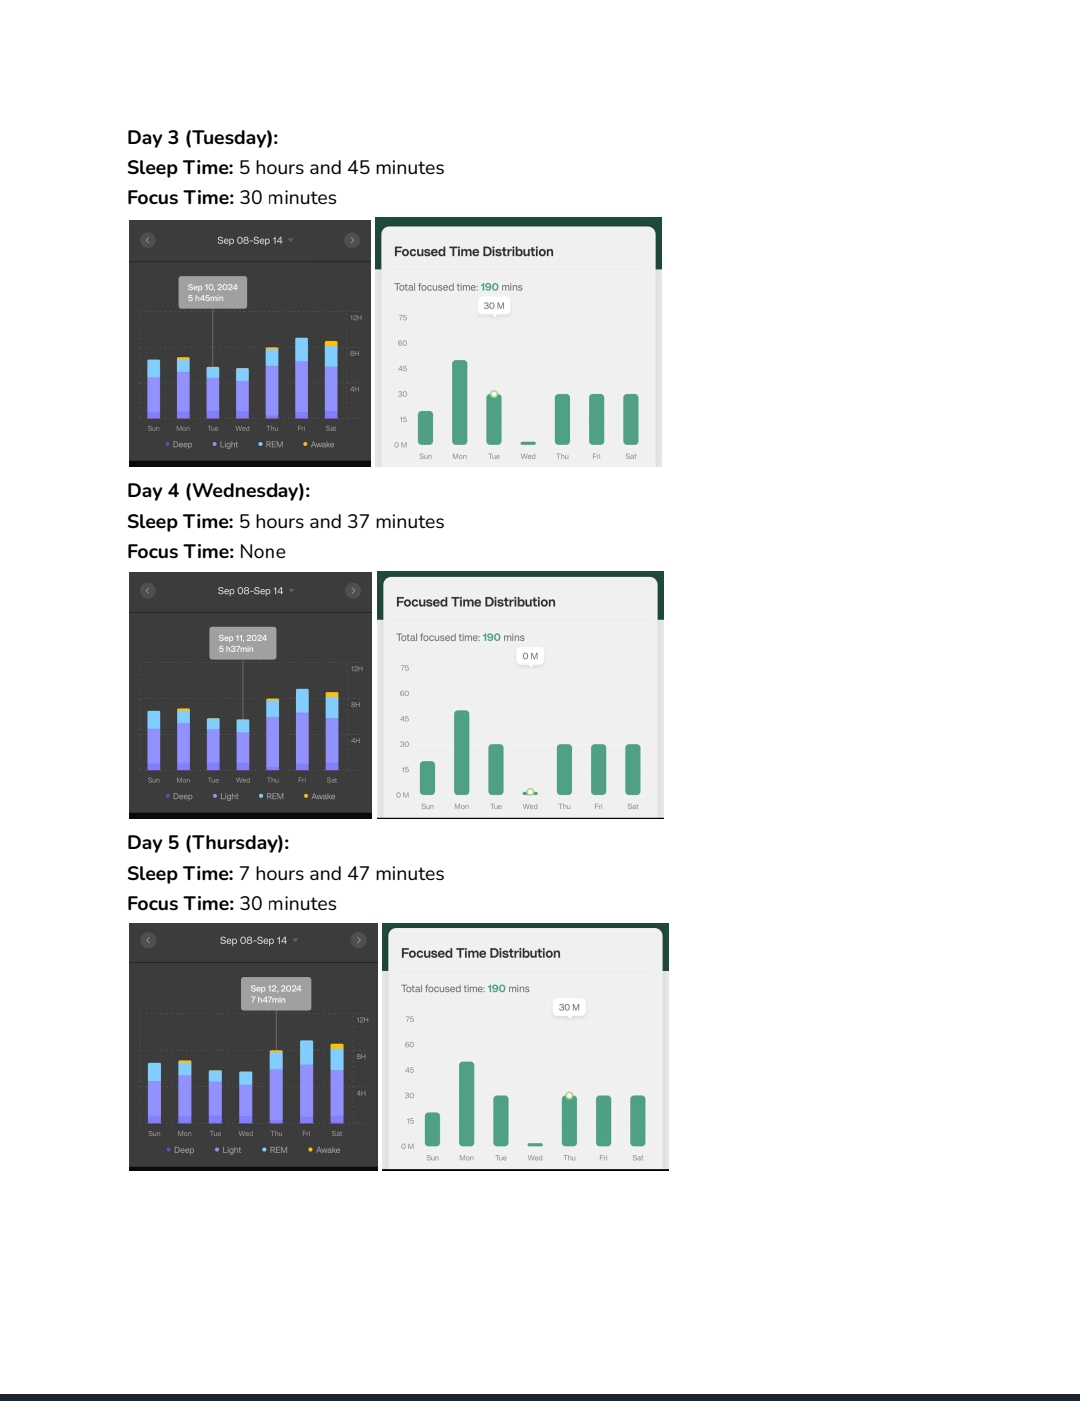 Day 3 (Tuesday):
Sleep Time: 5 hours and 45 minutes
Focus Time: 30 minutes
Sep 08-Sep 14
Sep 10, 2024
5 h45min
12H
8H
4H
Sun Mon Tue Wed Thu Fri Sat
Deep Light REM Awake
Focused Time Distribution
Total focused time: 190 mins
30 M
75
60
45
30
15
0 M
Sun Mon Tue Wed Thu Fri Sat
Day 4 (Wednesday):
Sleep Time: 5 hours and 37 minutes
Focus Time: None
Sep 08-Sep 14
Sep 11, 2024
5 h37min
12H
8H
4H
Sun Mon Tue Wed Thu Fri Sat
Deep Light REM Awake
Focused Time Distribution
Total focused time: 190 mins
0 M
75
60
45
30
15
0 M
Sun Mon Tue Wed Thu Fri Sat
Day 5 (Thursday):
Sleep Time: 7 hours and 47 minutes
Focus Time: 30 minutes
Sep 08-Sep 14
Sep 12, 2024
7 h47min
12H
8H
4H
Sun Mon Tue Wed Thu Fri Sat
Deep Light REM Awake
Focused Time Distribution
Total focused time: 190 mins
30 M
75
60
45
30
15
0 M
Sun Mon Tue Wed Thu Fri Sat